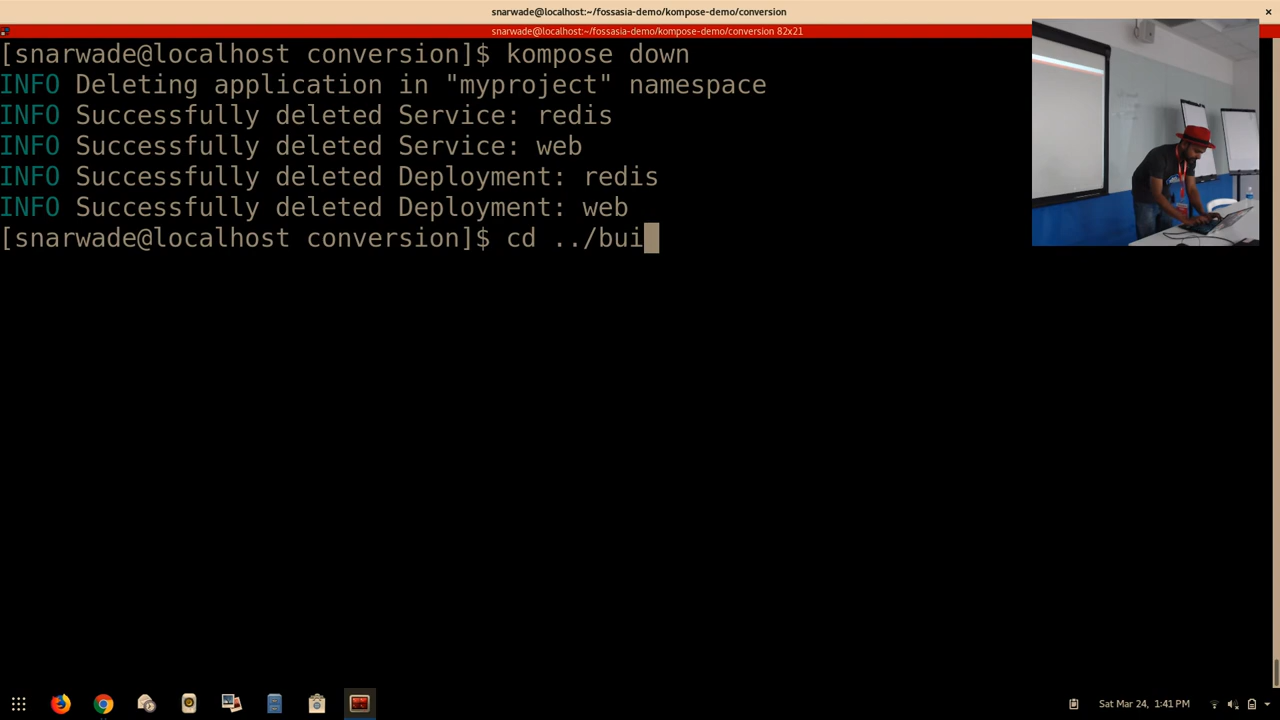 snarwade@localhost:~/fossasia-demo/kompose-demo/conversion
×
snarwade@localhost:~/fossasia-demo/kompose-demo/conversion 82x21
[snarwade@localhost conversion]$ kompose down
INFO Deleting application in "myproject" namespace
INFO Successfully deleted Service: redis
INFO Successfully deleted Service: web
INFO Successfully deleted Deployment: redis
INFO Successfully deleted Deployment: web
[snarwade@localhost conversion]$ cd ../bui
Sat Mar 24, 1:41 PM